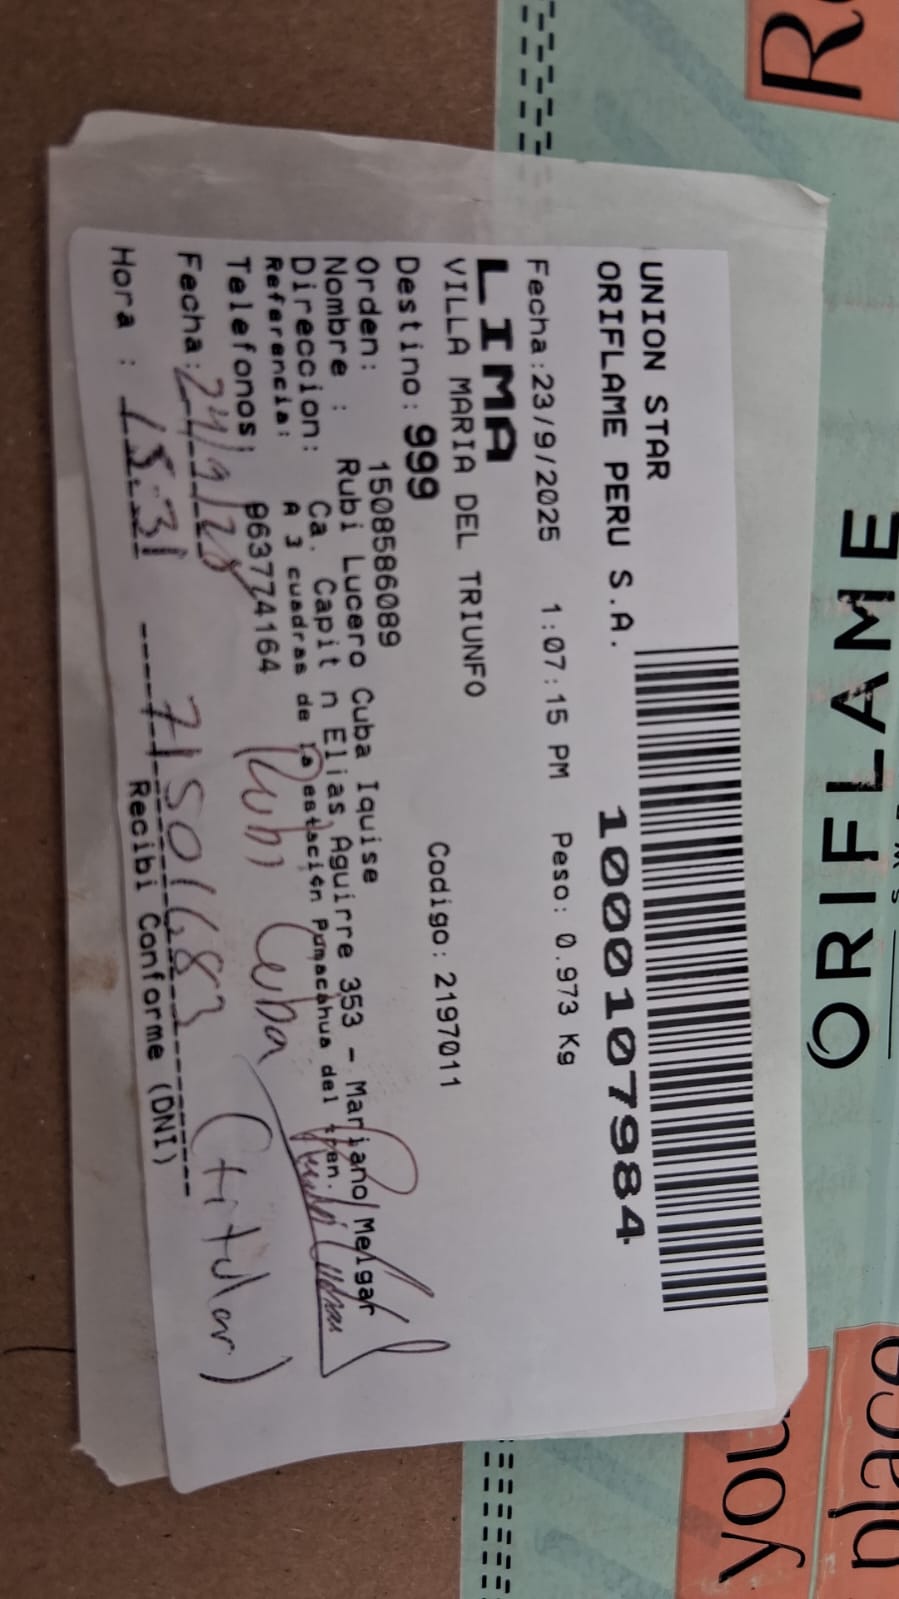 UNION STAR
ORIFLAME PERU S.A. 10001079844
Fecha:23/9/2025 1:07:15 PM Peso: 0.973 Kg
LIMA
VILLA MARIA DEL TRIUNFO
Destino: 999 Codigo: 2197011
Orden: 1508586089
Nombre : Rubi Lucero Cuba Iquise
Direccion: Ca. Capit n Elias Aguirre 353 - Mariano Melgar
Referencia: A 3 cuadras de la estación Pumacahua del tren.
Telefonos: 963774164
Rubi Cuba
Fecha: 24/9/25
(titular)
Hora : 15:31 71501683
Recibi Conforme (DNI)
ORIFLAME
you
place